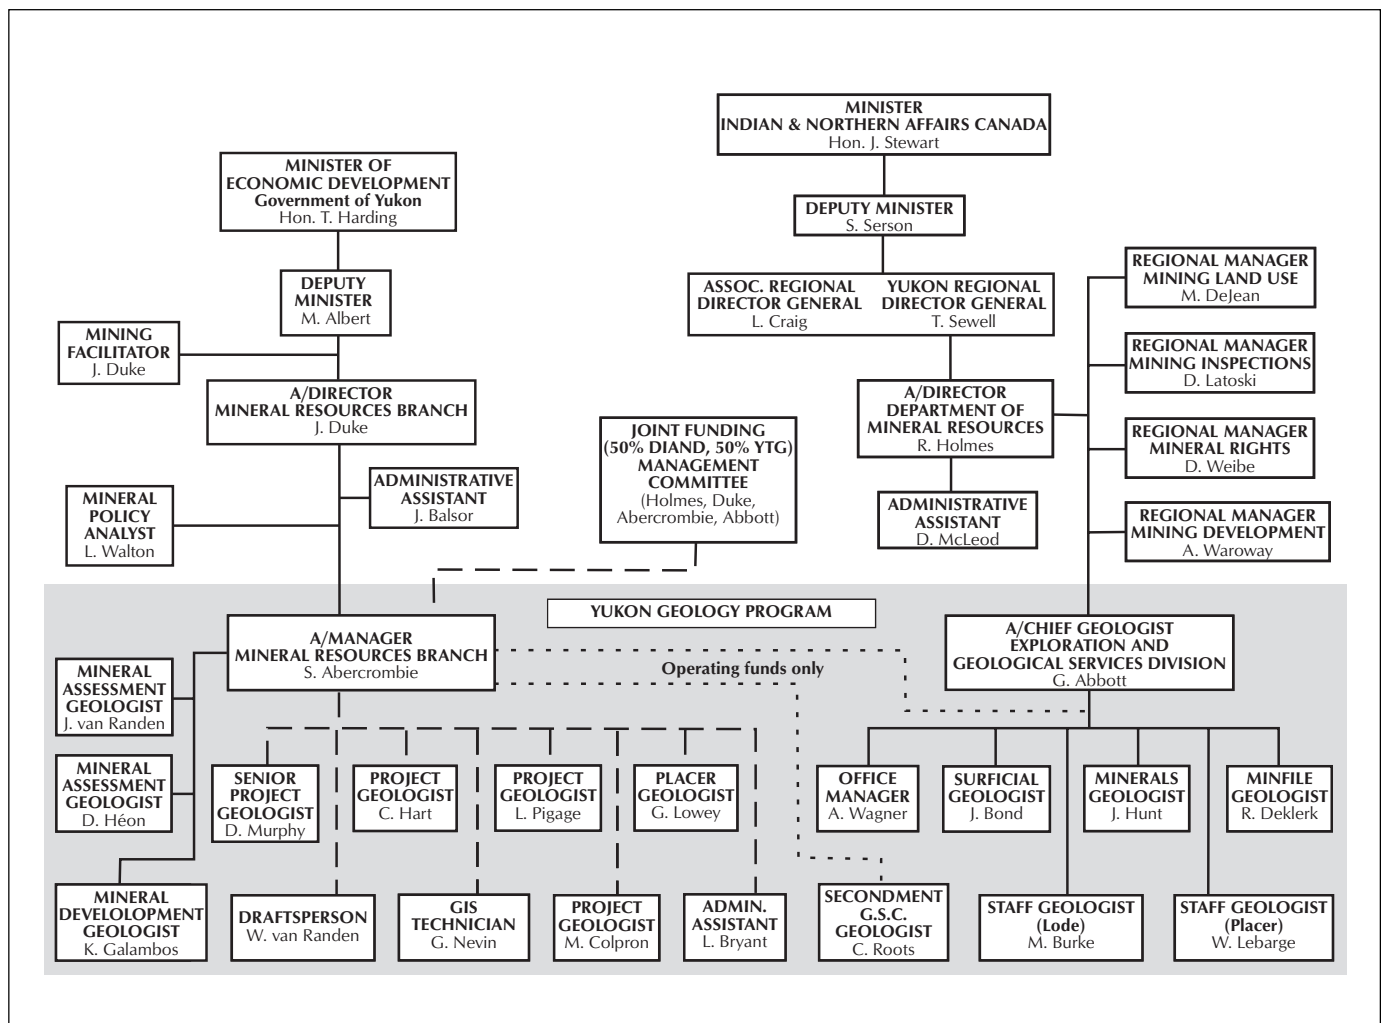 MINISTER
INDIAN & NORTHERN AFFAIRS CANADA
Hon. J. Stewart
MINISTER OF
ECONOMIC DEVELOPMENT
Government of Yukon
Hon. T. Harding
DEPUTY MINISTER
S. Serson
DEPUTY
MINISTER
M. Albert
ASSOC. REGIONAL
DIRECTOR GENERAL
L. Craig
YUKON REGIONAL
DIRECTOR GENERAL
T. Sewell
REGIONAL MANAGER
MINING LAND USE
M. DeJean
MINING
FACILITATOR
J. Duke
REGIONAL MANAGER
MINING INSPECTIONS
D. Latoski
A/DIRECTOR
MINERAL RESOURCES BRANCH
J. Duke
A/DIRECTOR
DEPARTMENT OF
MINERAL RESOURCES
R. Holmes
JOINT FUNDING
(50% DIAND, 50% YTG)
MANAGEMENT
COMMITTEE
(Holmes, Duke,
Abercrombie, Abbott)
REGIONAL MANAGER
MINERAL RIGHTS
D. Weibe
ADMINISTRATIVE
ASSISTANT
J. Balsor
MINERAL
POLICY
ANALYST
L. Walton
ADMINISTRATIVE
ASSISTANT
D. McLeod
REGIONAL MANAGER
MINING DEVELOPMENT
A. Waroway
YUKON GEOLOGY PROGRAM
A/MANAGER
MINERAL RESOURCES BRANCH
S. Abercrombie
Operating funds only
A/CHIEF GEOLOGIST
EXPLORATION AND
GEOLOGICAL SERVICES DIVISION
G. Abbott
MINERAL
ASSESSMENT
GEOLOGIST
J. van Randen
MINERAL
ASSESSMENT
GEOLOGIST
D. Héon
SENIOR
PROJECT
GEOLOGIST
D. Murphy
PROJECT
GEOLOGIST
C. Hart
PROJECT
GEOLOGIST
L. Pigage
PLACER
GEOLOGIST
G. Lowey
OFFICE
MANAGER
A. Wagner
SURFICIAL
GEOLOGIST
J. Bond
MINERALS
GEOLOGIST
J. Hunt
MINFILE
GEOLOGIST
R. Deklerk
MINERAL
DEVELOLOPMENT
GEOLOGIST
K. Galambos
DRAFTSPERSON
W. van Randen
GIS
TECHNICIAN
G. Nevin
PROJECT
GEOLOGIST
M. Colpron
ADMIN.
ASSISTANT
L. Bryant
SECONDMENT
G.S.C.
GEOLOGIST
C. Roots
STAFF GEOLOGIST
(Lode)
M. Burke
STAFF GEOLOGIST
(Placer)
W. Lebarge